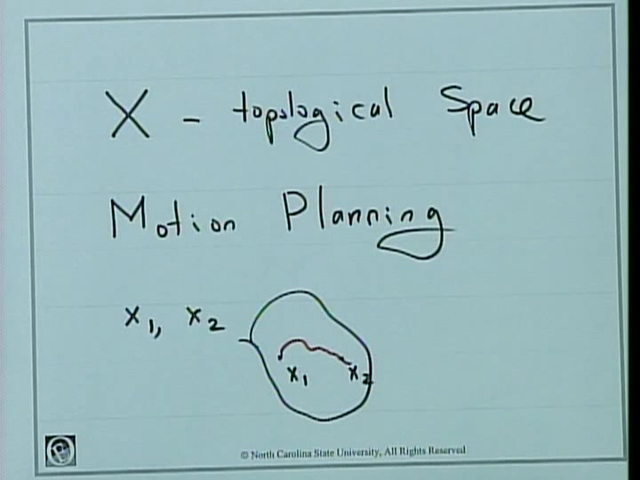 X - topological Space
Motion Planning
x1, x2
x1 x2
© North Carolina State University, All Rights Reserved